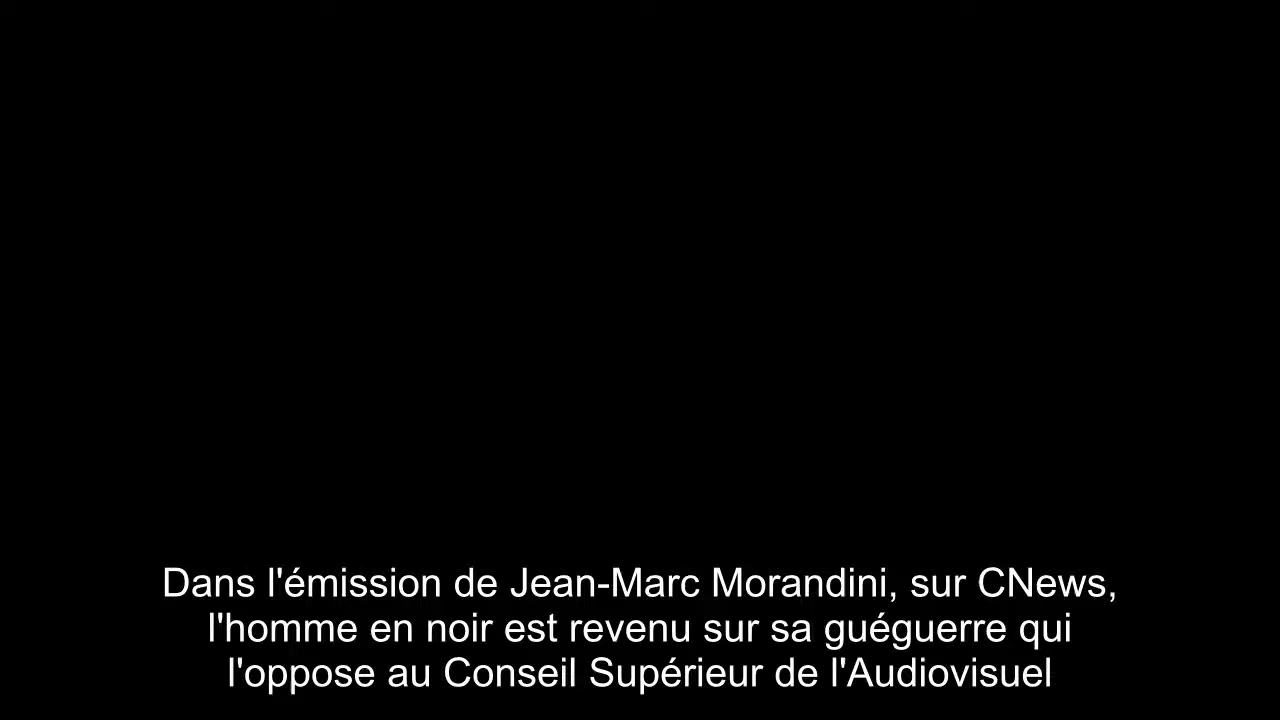 Dans l'émission de Jean-Marc Morandini, sur CNews,
l'homme en noir est revenu sur sa guéguerre qui
l'oppose au Conseil Supérieur de l'Audiovisuel